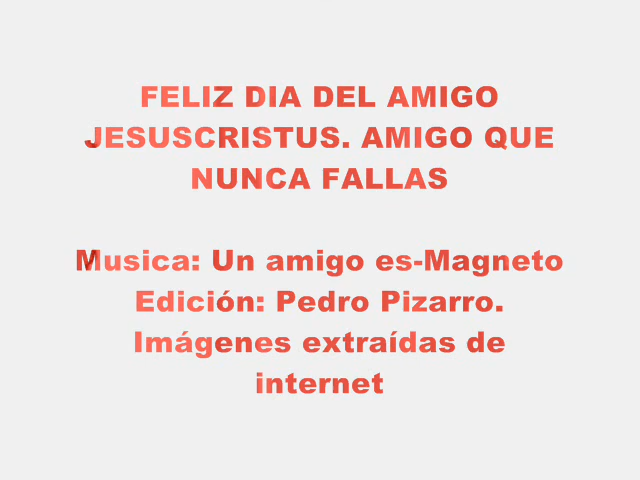 FELIZ DIA DEL AMIGO
JESUSCRISTUS. AMIGO QUE
NUNCA FALLAS
Musica: Un amigo es-Magneto
Edición: Pedro Pizarro.
Imágenes extraídas de
internet